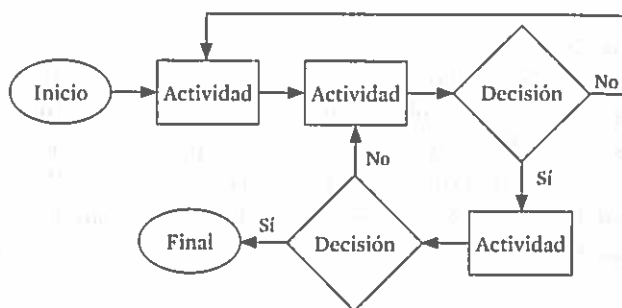 Inicio
Actividad
Actividad
Decisión
No
No
Sí
Sí
Final
Decisión
Actividad